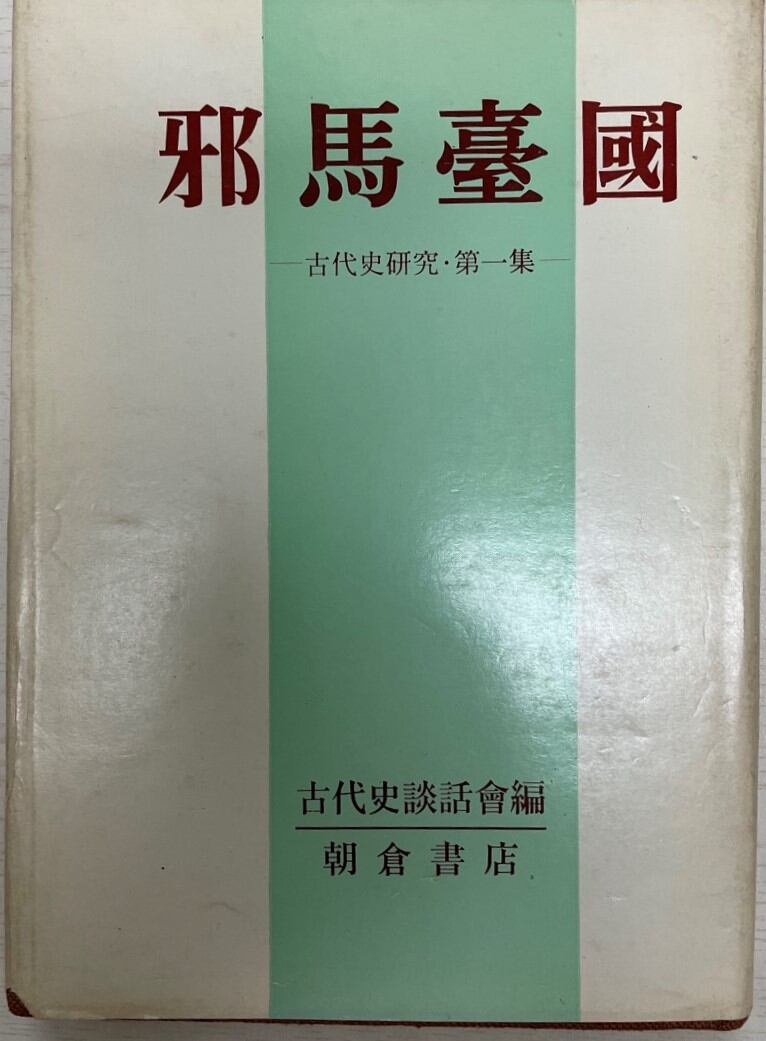 邪馬臺國
—古代史研究・第一集—
古代史談話會編
朝倉書店